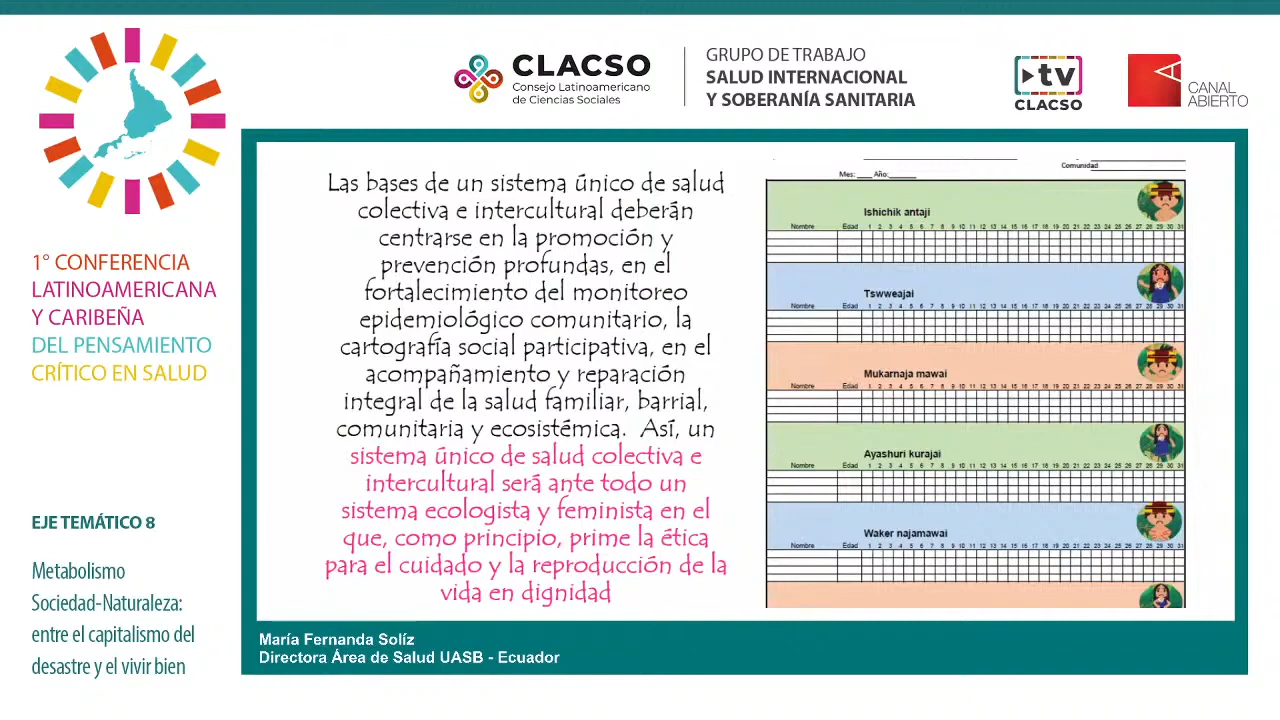 CLACSO
Consejo Latinoamericano
de Ciencias Sociales
GRUPO DE TRABAJO
SALUD INTERNACIONAL
Y SOBERANÍA SANITARIA
tv
CLACSO
CANAL
ABIERTO
1° CONFERENCIA
LATINOAMERICANA
Y CARIBEÑA
DEL PENSAMIENTO
CRÍTICO EN SALUD
EJE TEMÁTICO 8
Metabolismo
Sociedad-Naturaleza:
entre el capitalismo del
desastre y el vivir bien
Las bases de un sistema único de salud
colectiva e intercultural deberán
centrarse en la promoción y
prevención profundas, en el
fortalecimiento del monitoreo
epidemiológico comunitario, la
cartografía social participativa, en el
acompañamiento y reparación
integral de la salud familiar, barrial,
comunitaria y ecosistémica. Así, un
sistema único de salud colectiva e
intercultural será ante todo un
sistema ecologista y feminista en el
que, como principio, prime la ética
para el cuidado y la reproducción de la
vida en dignidad
Comunidad
Mes: ___ Año:______
Ishichik antaji
Nombre Edad 1 2 3 4 5 6 7 8 9 10 11 12 13 14 15 16 17 18 19 20 21 22 23 24 25 26 27 28 29 30 31
Tswweajai
Nombre Edad 1 2 3 4 5 6 7 8 9 10 11 12 13 14 15 16 17 18 19 20 21 22 23 24 25 26 27 28 29 30 31
Mukarnaja mawai
Nombre Edad 1 2 3 4 5 6 7 8 9 10 11 12 13 14 15 16 17 18 19 20 21 22 23 24 25 26 27 28 29 30 31
Ayashuri kurajai
Nombre Edad 1 2 3 4 5 6 7 8 9 10 11 12 13 14 15 16 17 18 19 20 21 22 23 24 25 26 27 28 29 30 31
Waker najamawai
Nombre Edad 1 2 3 4 5 6 7 8 9 10 11 12 13 14 15 16 17 18 19 20 21 22 23 24 25 26 27 28 29 30 31
María Fernanda Solíz
Directora Área de Salud UASB - Ecuador